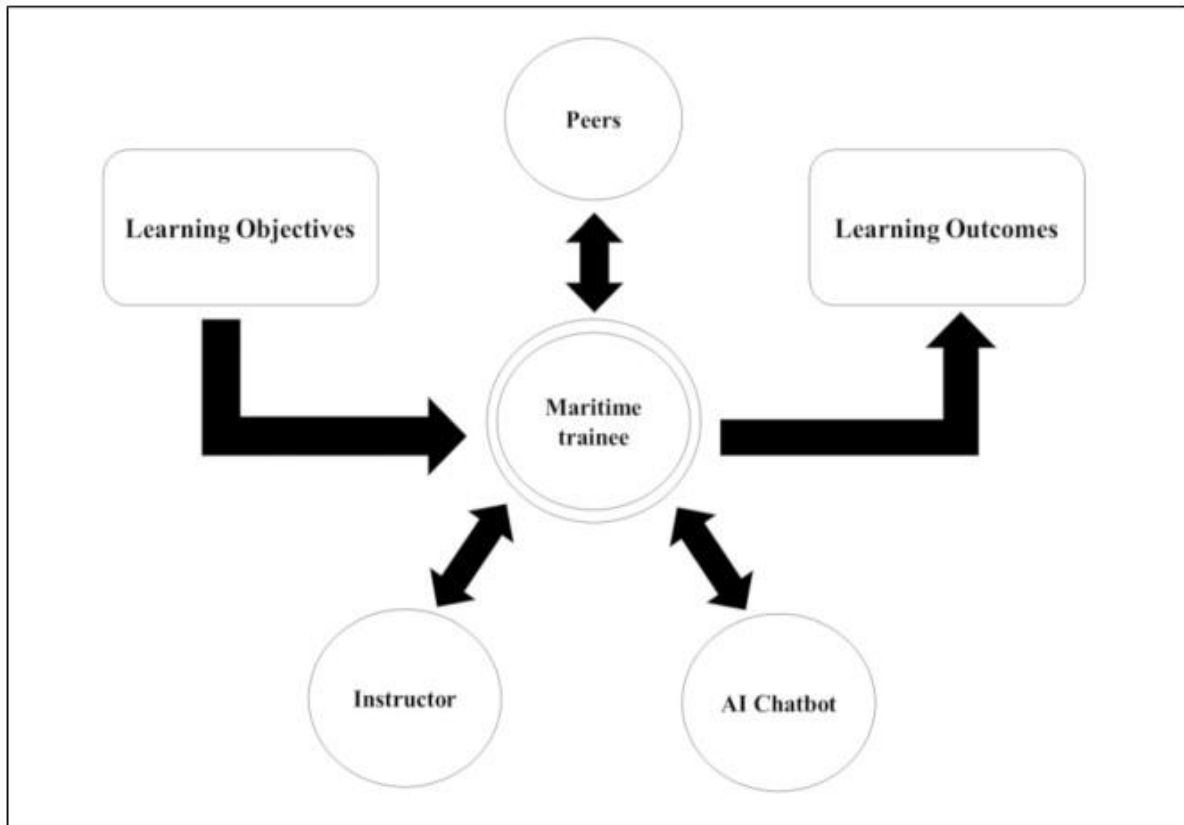 Peers
Learning Objectives
Learning Outcomes
Maritime
trainee
Instructor
AI Chatbot